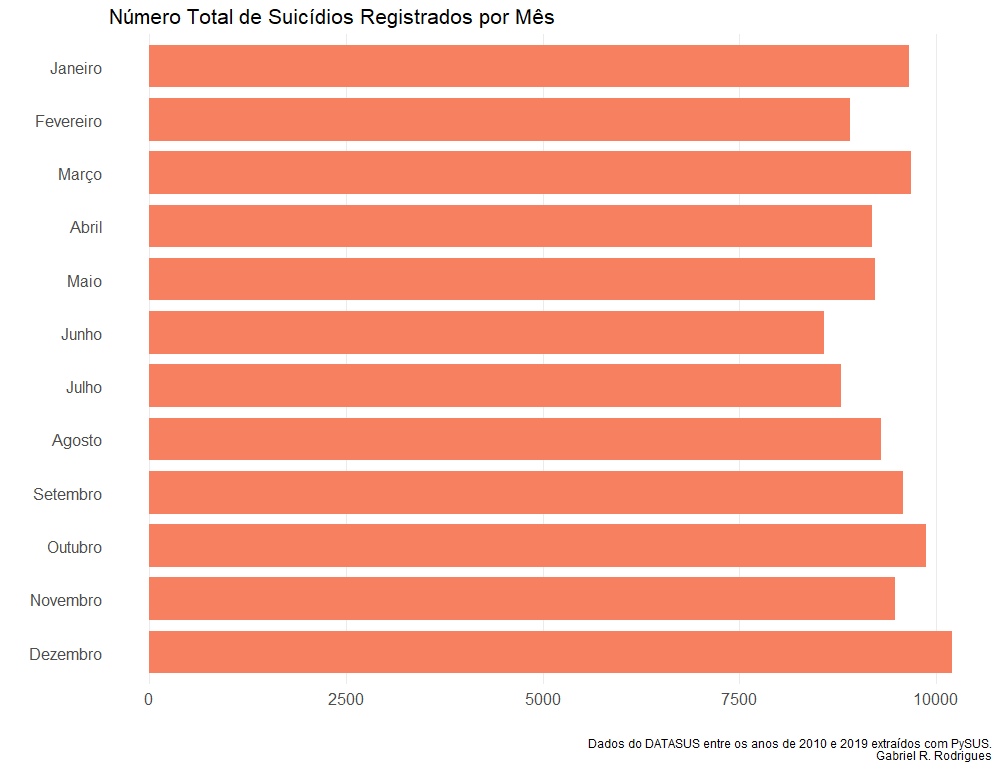 Número Total de Suicídios Registrados por Mês
Janeiro
Fevereiro
Março
Abril
Maio
Junho
Julho
Agosto
Setembro
Outubro
Novembro
Dezembro
0 2500 5000 7500 10000
Dados do DATASUS entre os anos de 2010 e 2019 extraídos com PySUS.
Gabriel R. Rodrigues